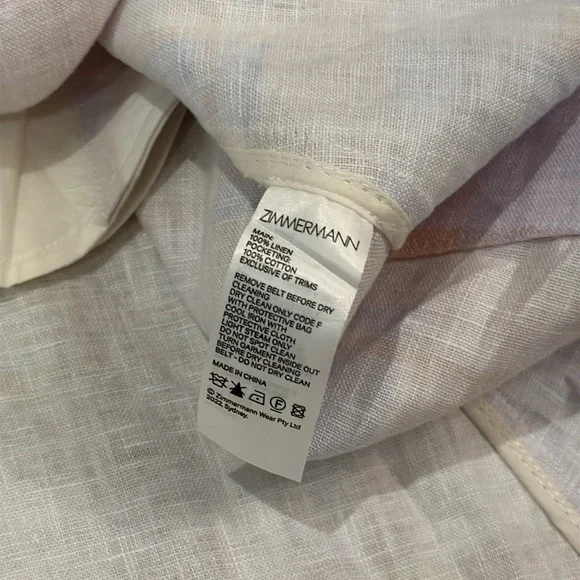 ZIMMERMANN
MAIN:
100% LINEN
POCKETING:
100% COTTON
EXCLUSIVE OF TRIMS
REMOVE BELT BEFORE DRY
CLEANING
DRY CLEAN ONLY CODE F
WITH PROTECTIVE BAG
COOL IRON WITH
PROTECTIVE CLOTH
LIGHT STEAM ONLY
DO NOT SPOT CLEAN
TURN GARMENT INSIDE OUT
BEFORE DRY CLEANING
BELT - DO NOT DRY CLEAN
MADE IN CHINA
F
© Zimmermann Wear Pty Ltd
2022, Sydney.